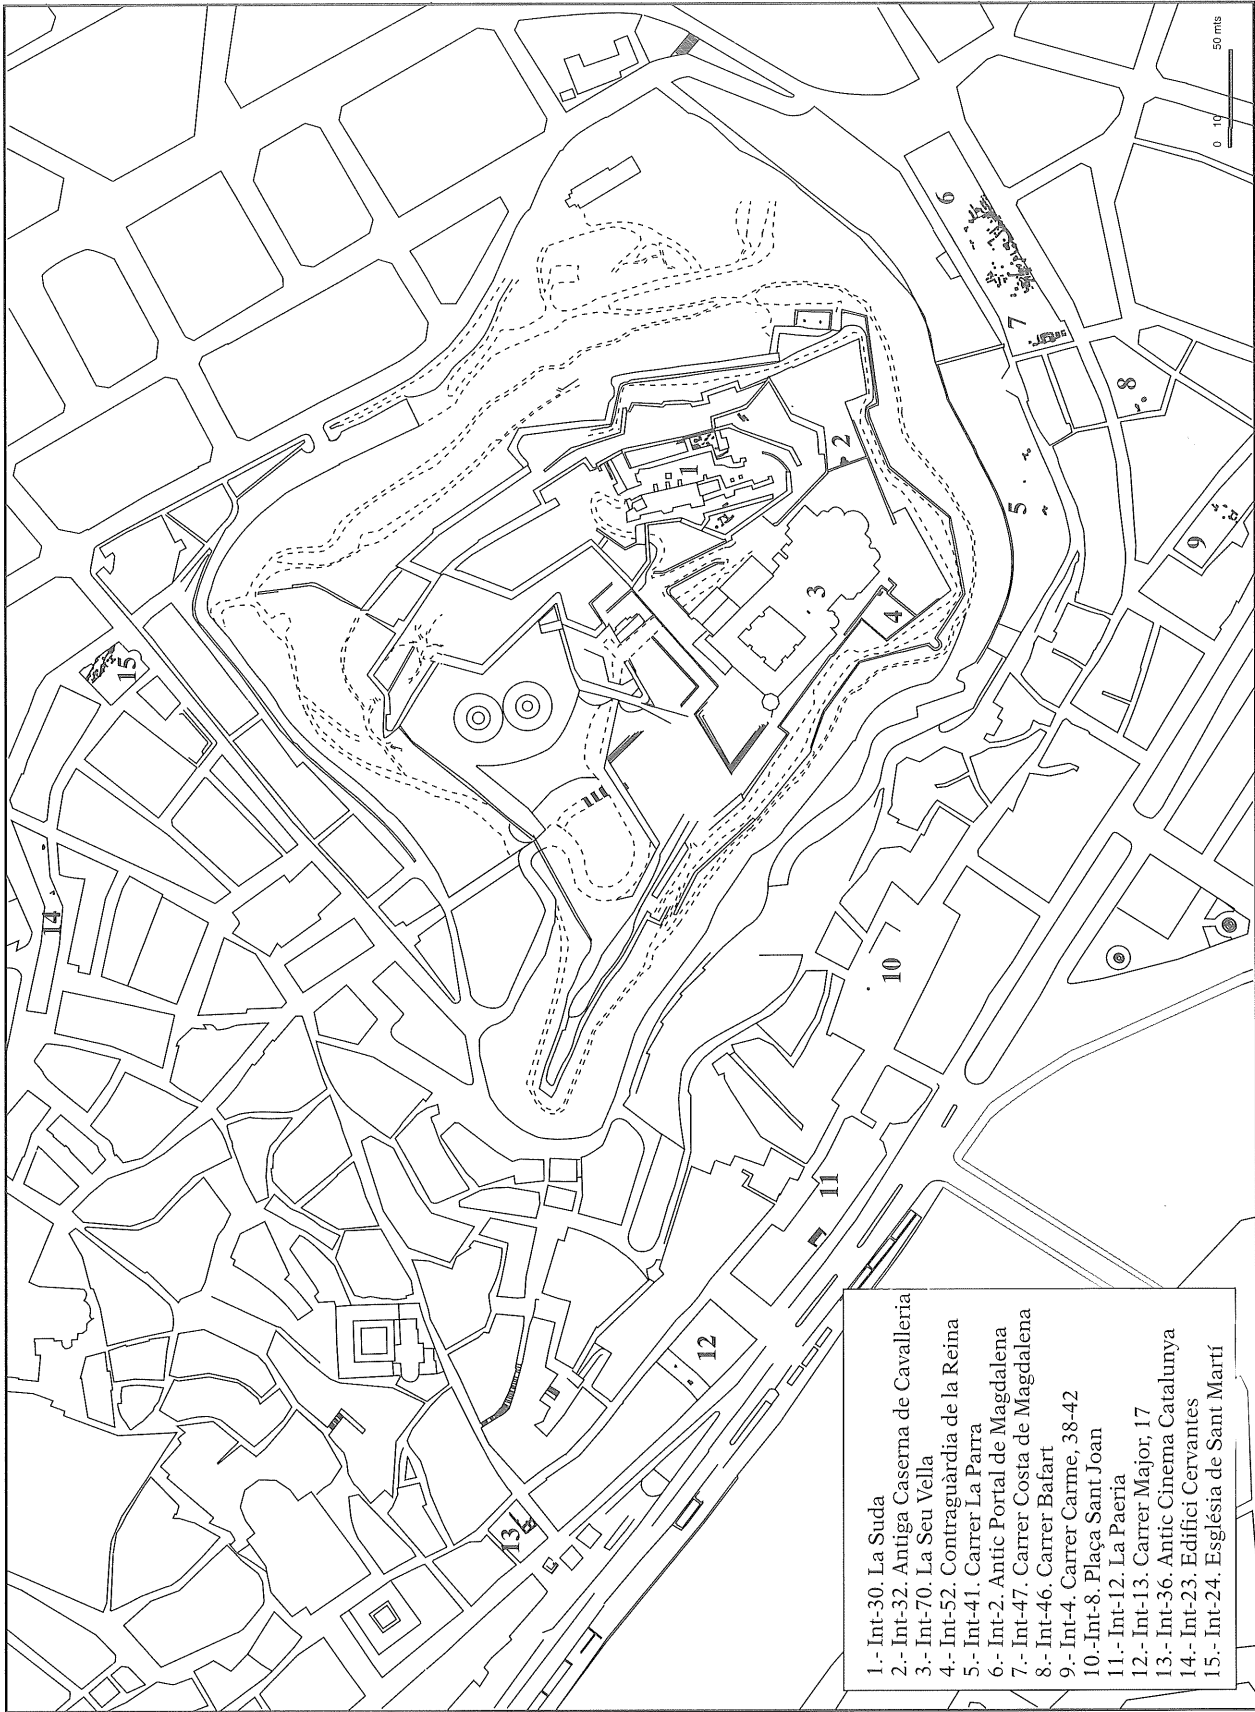 1.- Int-30. La Suda
2.- Int-32. Antiga Caserna de Cavalleria
3.- Int-70. La Seu Vella
4.- Int-52. Contraguàrdia de la Reina
5.- Int-41. Carrer La Parra
6.- Int-2. Antic Portal de Magdalena
7.- Int-47. Carrer Costa de Magdalena
8.- Int-46. Carrer Bafart
9.- Int-4. Carrer Carme, 38-42
10.-Int-8. Plaça Sant Joan
11.- Int-12. La Paeria
12.- Int-13. Carrer Major, 17
13.- Int-36. Antic Cinema Catalunya
14.- Int-23. Edifici Cervantes
15.- Int-24. Església de Sant Martí
1
2
3
4
5
6
7
8
9
10
11
12
13
14
15
0 10 50 mts